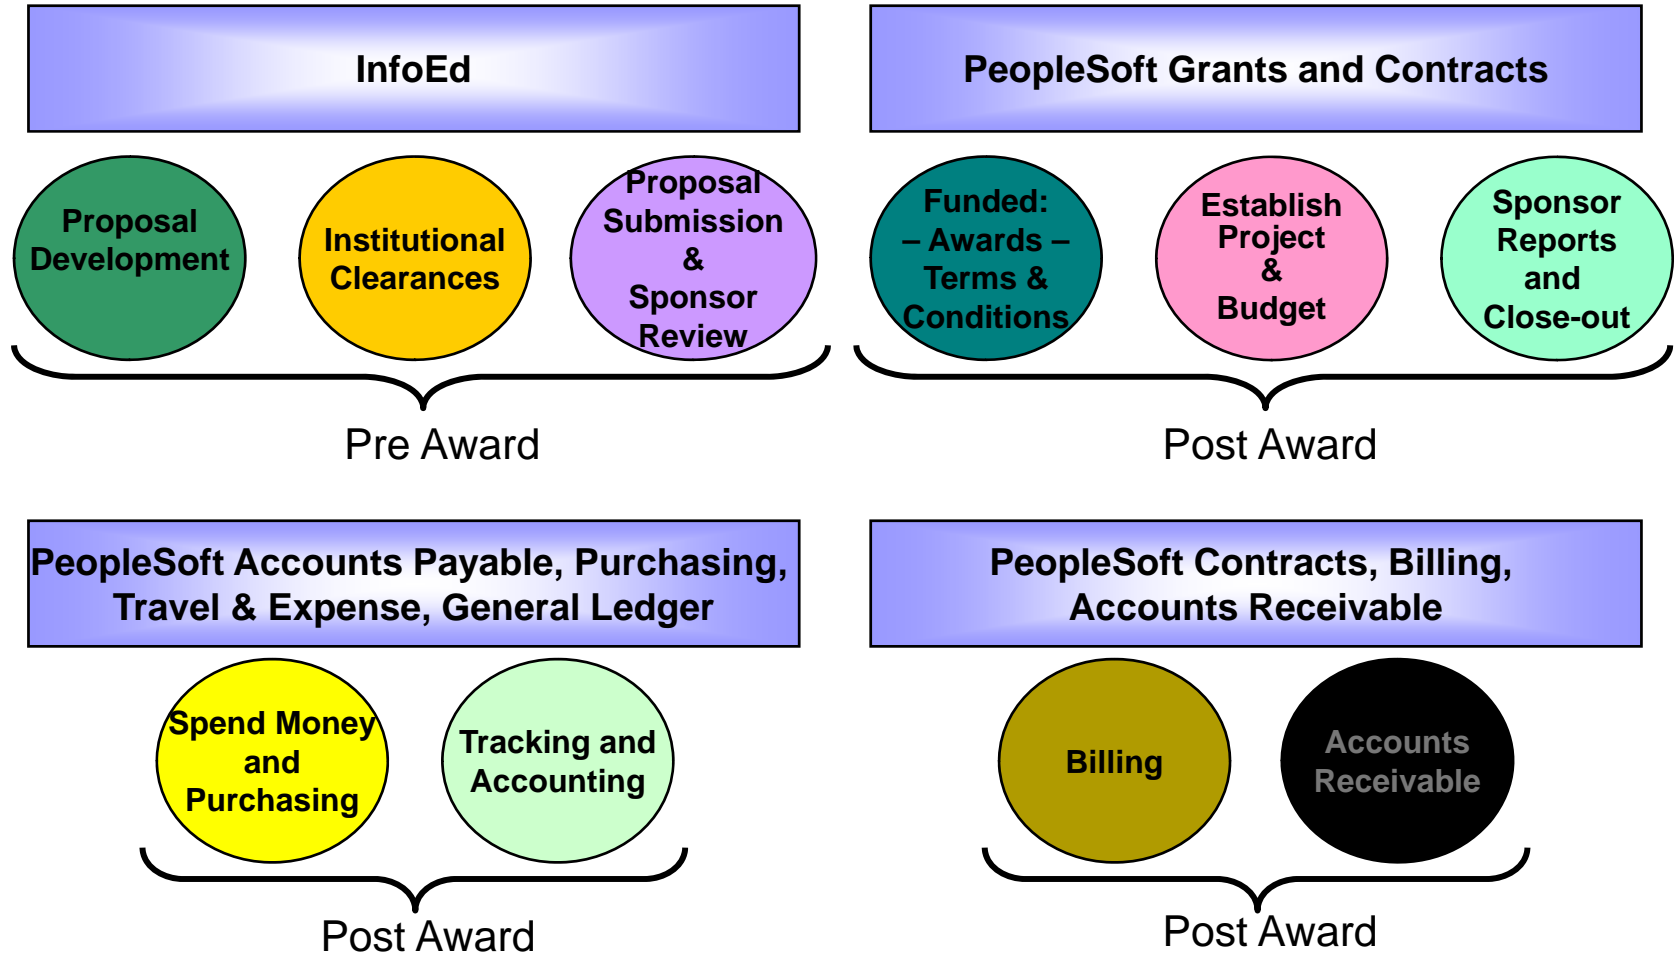 InfoEd
Proposal
Development
Institutional
Clearances
Proposal
Submission
&
Sponsor
Review
Pre Award
PeopleSoft Grants and Contracts
Funded:
– Awards –
Terms &
Conditions
Establish
Project
&
Budget
Sponsor
Reports
and
Close-out
Post Award
PeopleSoft Accounts Payable, Purchasing,
Travel & Expense, General Ledger
Spend Money
and
Purchasing
Tracking and
Accounting
Post Award
PeopleSoft Contracts, Billing,
Accounts Receivable
Billing
Accounts
Receivable
Post Award